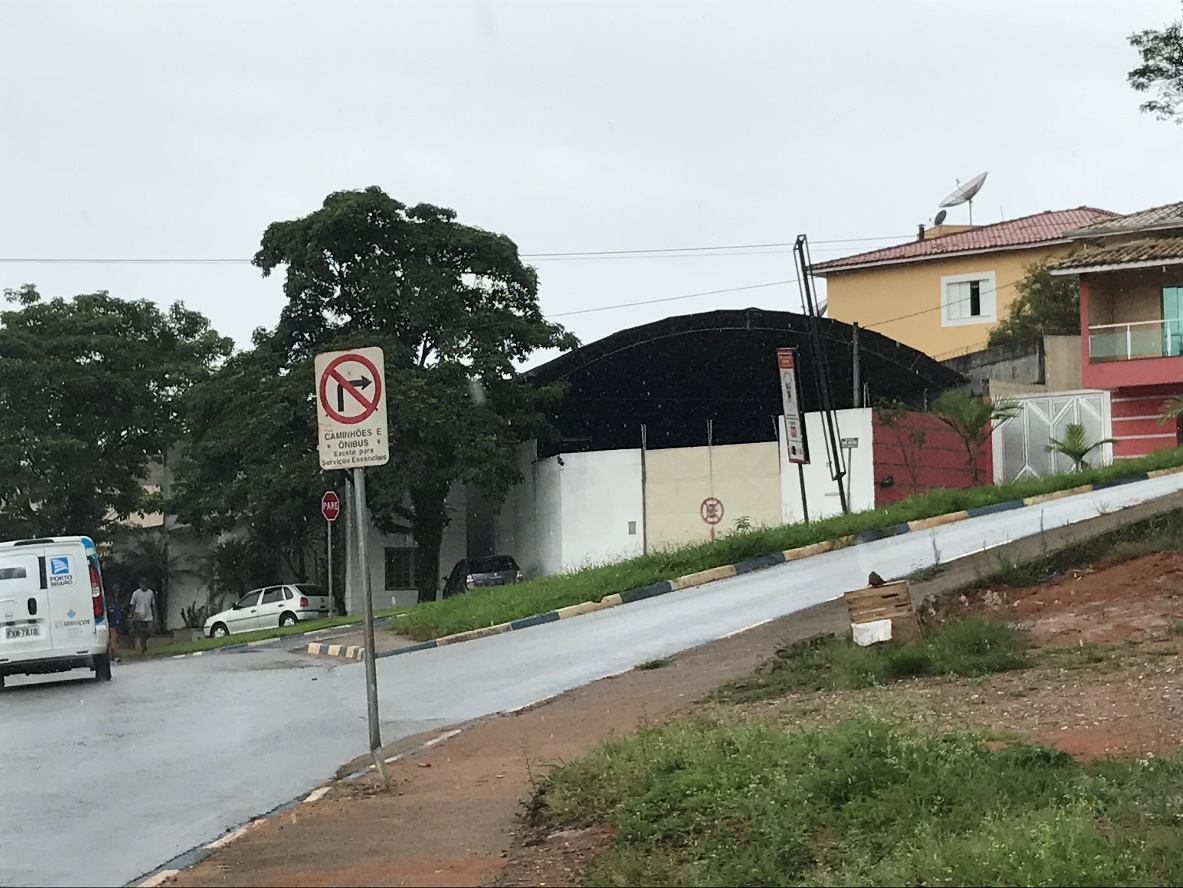 CAMINHÕES E
ÔNIBUS
Exceto para
Serviços Essenciais
PARE
PORTO
SEGURO
SERVIÇOS